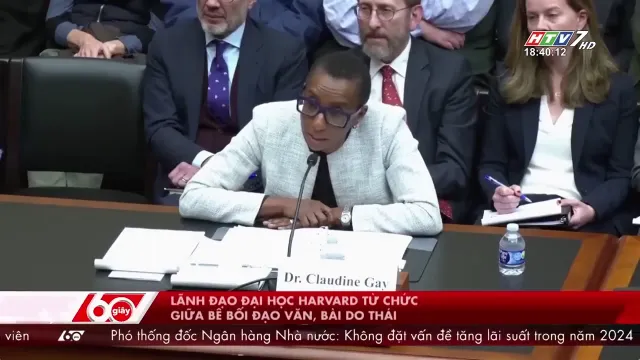 HTV7HD
18:40:12
Dr. Claudine Gay
60 giây
LÃNH ĐẠO ĐẠI HỌC HARVARD TỪ CHỨC
GIỮA BÊ BỐI ĐẠO VĂN, BÀI DO THÁI
viên
Phó thống đốc Ngân hàng Nhà nước: Không đặt vấn đề tăng lãi suất trong năm 2024